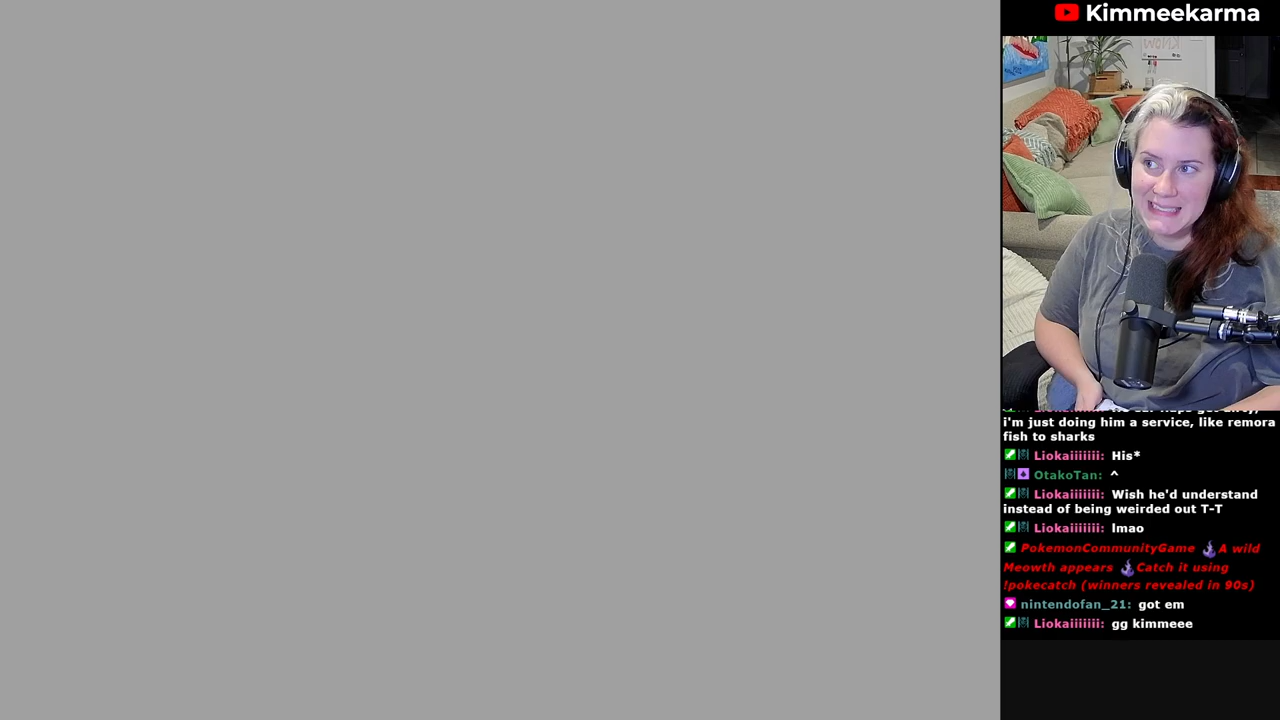 Kimmeekarma
i'm just doing him a service, like remora
fish to sharks
Liokaiiiiiii: His*
OtakoTan: ^
Liokaiiiiiii: Wish he'd understand
instead of being weirded out T-T
Liokaiiiiiii: lmao
PokemonCommunityGame A wild
Meowth appears Catch it using
!pokecatch (winners revealed in 90s)
nintendofan_21: got em
Liokaiiiiiii: gg kimmeee